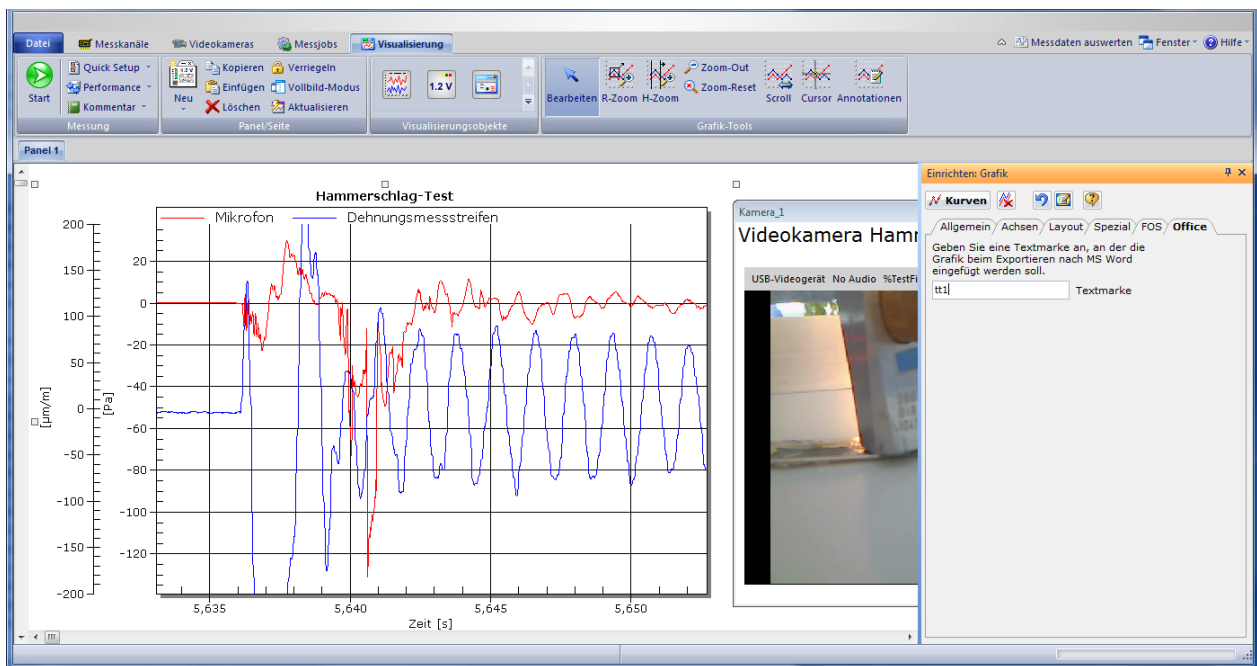 Datei Messkanäle Videokameras Messjobs Visualisierung Messdaten auswerten Fenster Hilfe
Start
Quick Setup
Performance
Kommentar
Messung
Neu
Kopieren
Einfügen
Löschen
Verriegeln
Vollbild-Modus
Aktualisieren
Panel/Seite
1.2 V
Visualisierungsobjekte
Bearbeiten R-Zoom H-Zoom
Zoom-Out
Zoom-Reset
Scroll Cursor Annotationen
Grafik-Tools
Panel 1
Hammerschlag-Test
Mikrofon Dehnungsmessstreifen
200
150
100
50
0
-50
-100
-150
-200
[µm/m]
20
0
-20
-40
-60
-80
-100
-120
[Pa]
5,635 5,640 5,645 5,650
Zeit [s]
Kamera_1
Videokamera Hamm
USB-Videogerät No Audio %TestFi
Einrichten: Grafik
Kurven
Allgemein Achsen Layout Spezial FOS Office
Geben Sie eine Textmarke an, an der die
Grafik beim Exportieren nach MS Word
eingefügt werden soll.
tt1 Textmarke